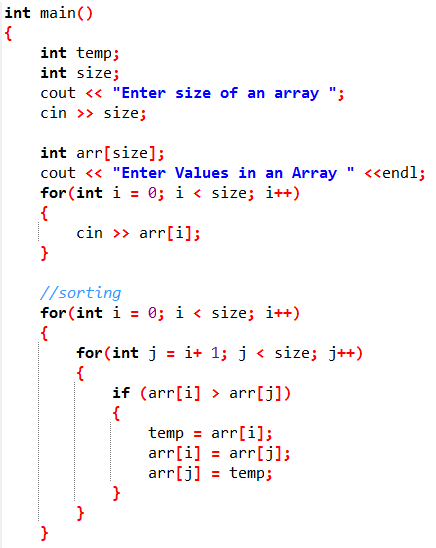 int main()
{
int temp;
int size;
cout << "Enter size of an array ";
cin >> size;
int arr[size];
cout << "Enter Values in an Array " <<endl;
for(int i = 0; i < size; i++)
{
cin >> arr[i];
}
//sorting
for(int i = 0; i < size; i++)
{
for(int j = i+ 1; j < size; j++)
{
if (arr[i] > arr[j])
{
temp = arr[i];
arr[i] = arr[j];
arr[j] = temp;
}
}
}